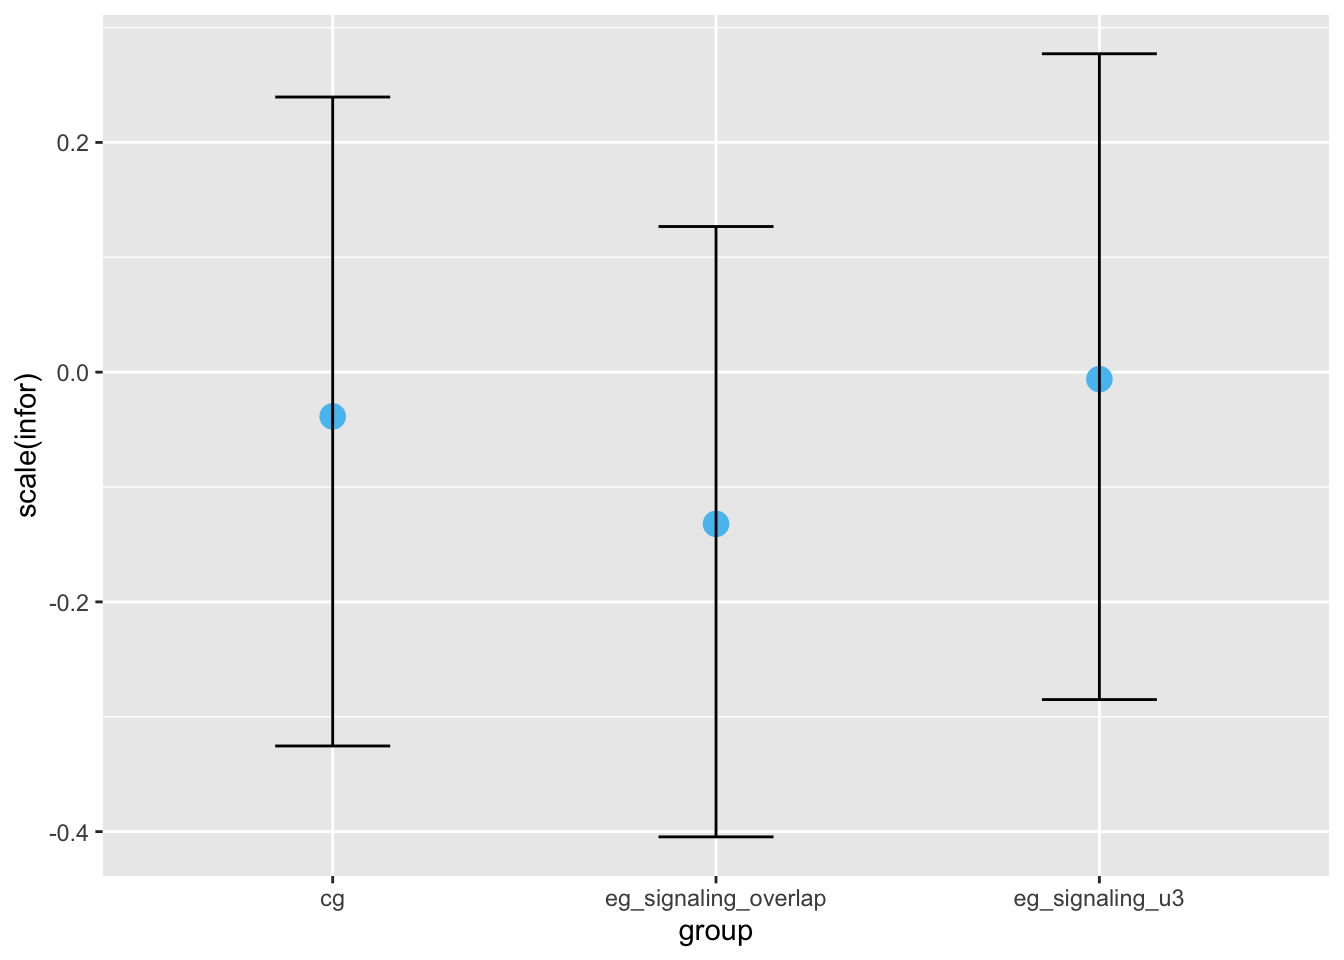 scale(infor)
0.2
0.0
-0.2
-0.4
cg
eg_signaling_overlap
eg_signaling_u3
group